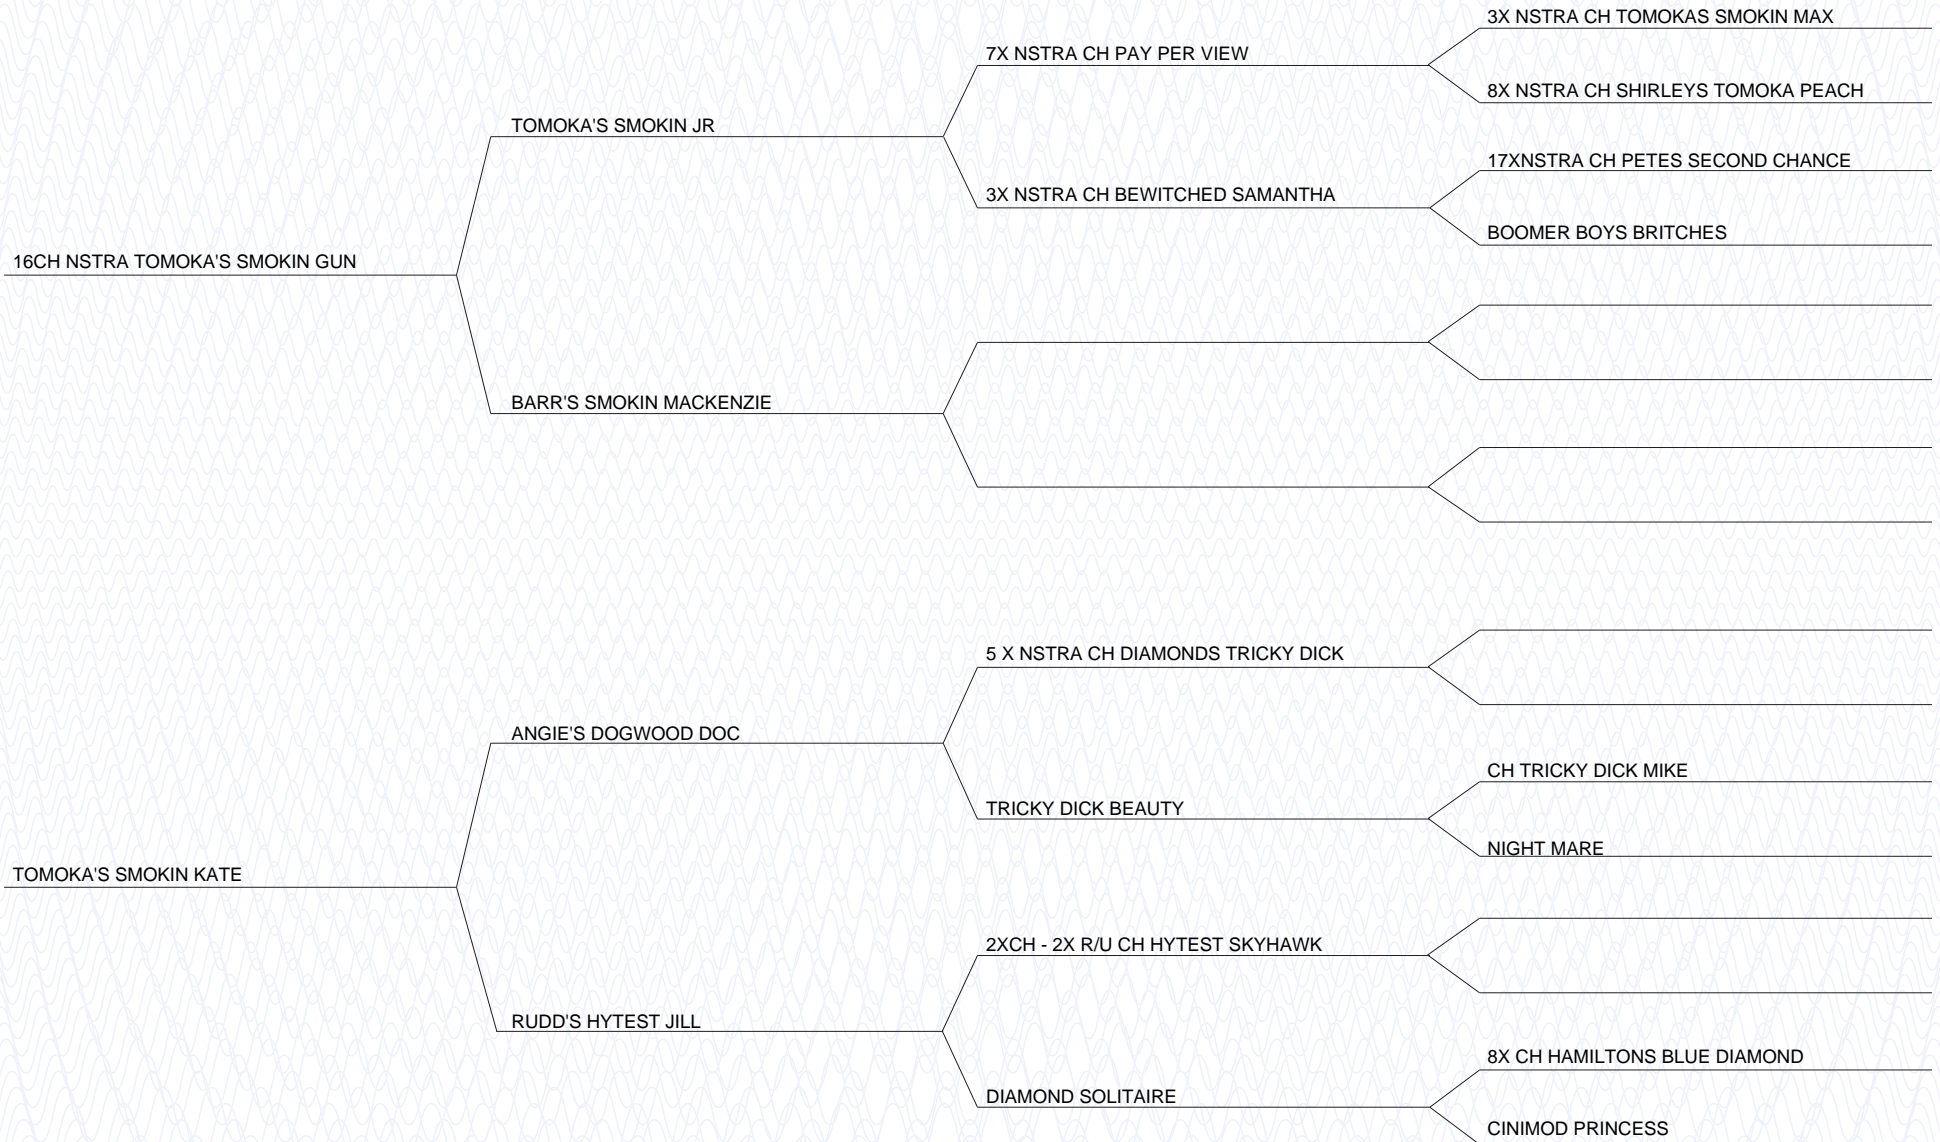 3X NSTRA CH TOMOKAS SMOKIN MAX
7X NSTRA CH PAY PER VIEW
8X NSTRA CH SHIRLEYS TOMOKA PEACH
TOMOKA'S SMOKIN JR
17XNSTRA CH PETES SECOND CHANCE
3X NSTRA CH BEWITCHED SAMANTHA
BOOMER BOYS BRITCHES
16CH NSTRA TOMOKA'S SMOKIN GUN
BARR'S SMOKIN MACKENZIE
5 X NSTRA CH DIAMONDS TRICKY DICK
ANGIE'S DOGWOOD DOC
CH TRICKY DICK MIKE
TRICKY DICK BEAUTY
NIGHT MARE
TOMOKA'S SMOKIN KATE
2XCH - 2X R/U CH HYTEST SKYHAWK
RUDD'S HYTEST JILL
8X CH HAMILTONS BLUE DIAMOND
DIAMOND SOLITAIRE
CINIMOD PRINCESS